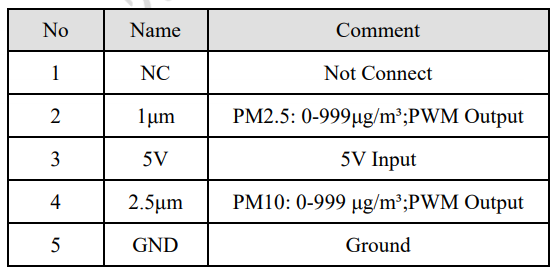 No Name Comment
1 NC Not Connect
2 1μm PM2.5: 0-999μg/m³;PWM Output
3 5V 5V Input
4 2.5μm PM10: 0-999 μg/m³;PWM Output
5 GND Ground